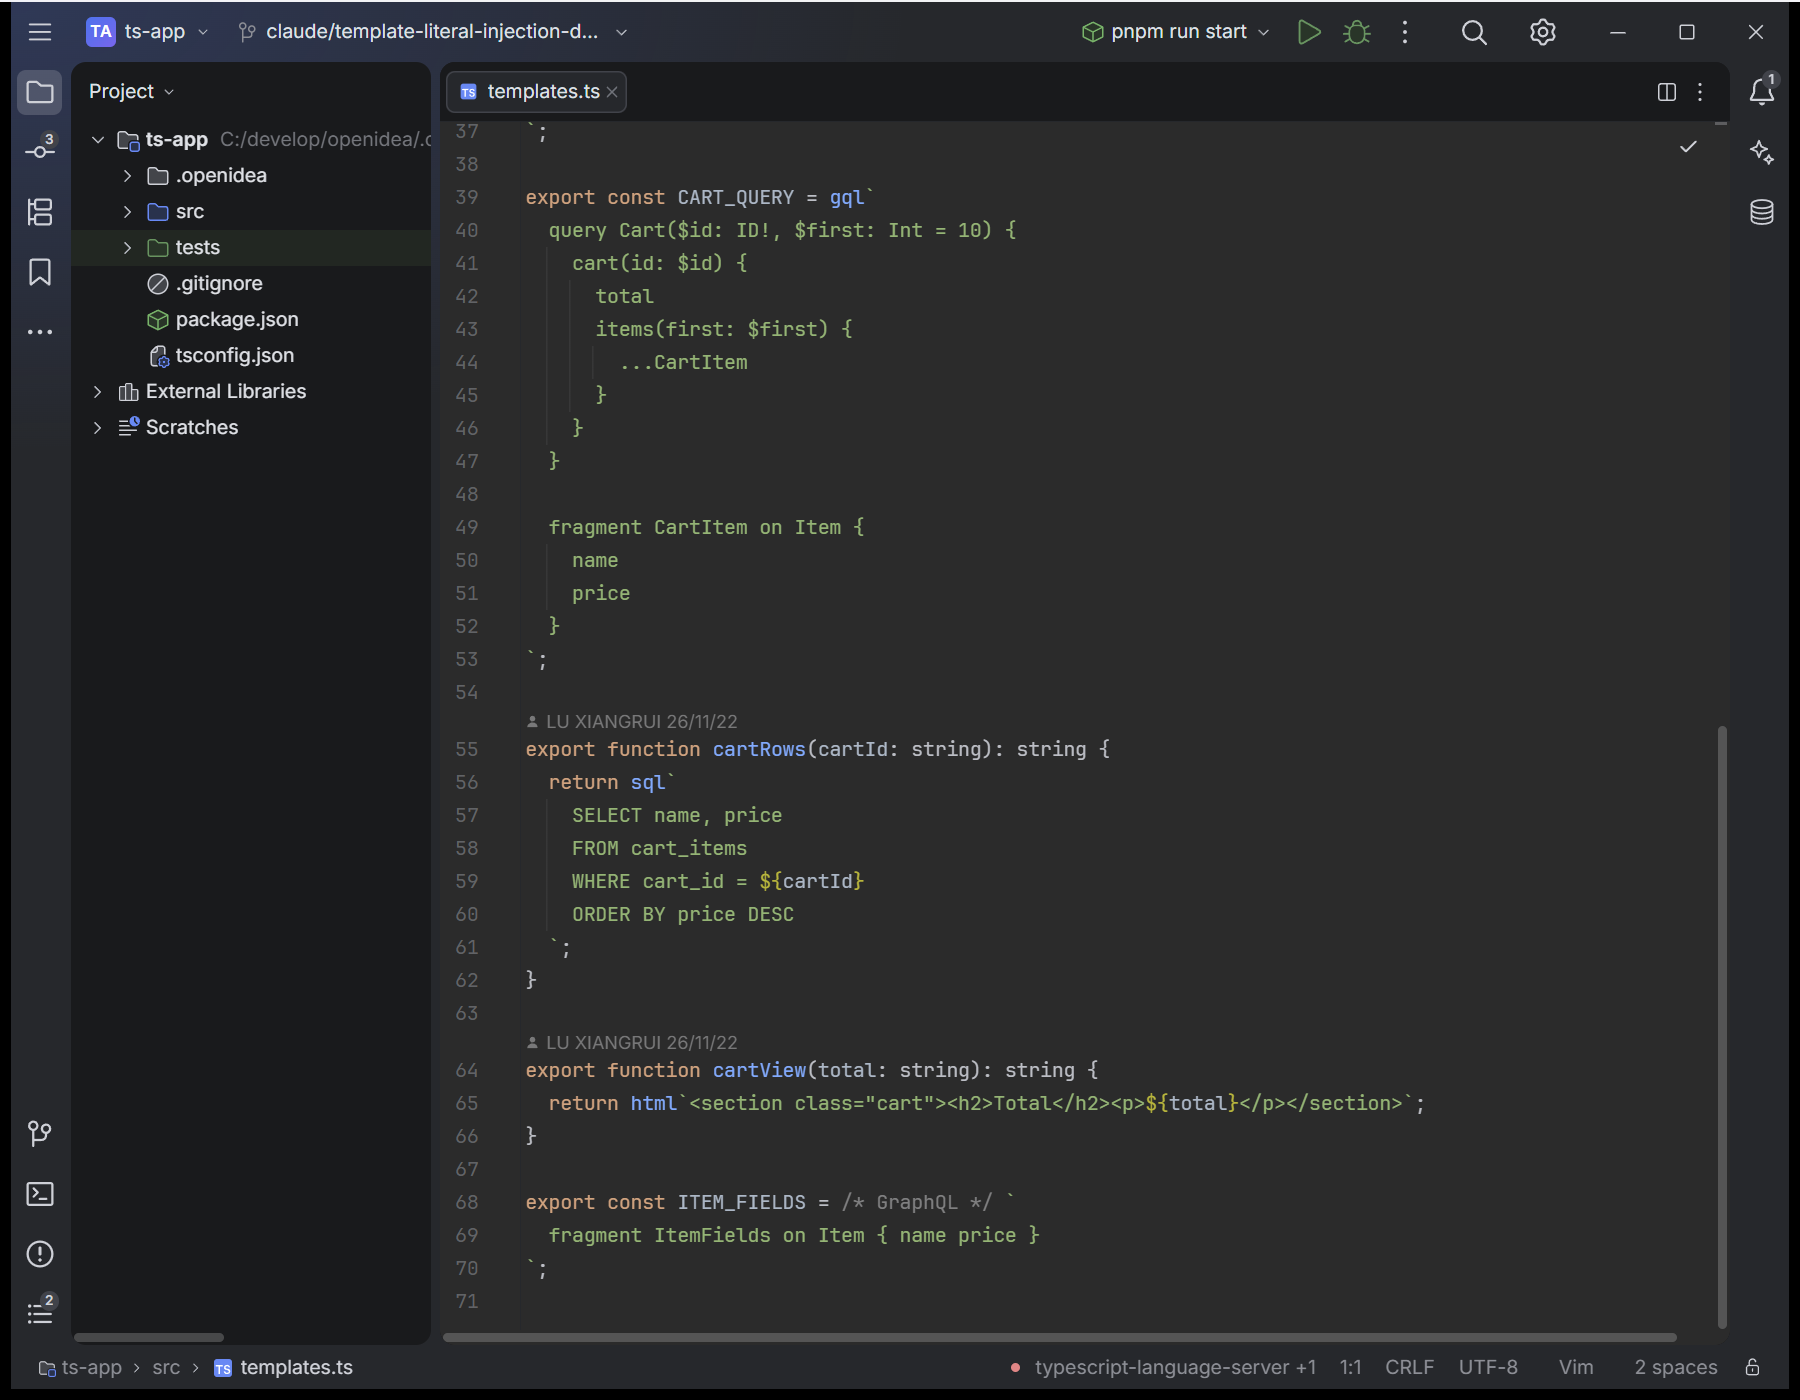 TA ts-app claude/template-literal-injection-d... pnpm run start
Project
templates.ts
1
3
ts-app C:/develop/openidea/.c
.openidea
src
tests
.gitignore
package.json
tsconfig.json
External Libraries
Scratches
2
37 `;
38
39 export const CART_QUERY = gql`
40 query Cart($id: ID!, $first: Int = 10) {
41 cart(id: $id) {
42 total
43 items(first: $first) {
44 ...CartItem
45 }
46 }
47 }
48
49 fragment CartItem on Item {
50 name
51 price
52 }
53 `;
54
LU XIANGRUI 26/11/22
55 export function cartRows(cartId: string): string {
56 return sql`
57 SELECT name, price
58 FROM cart_items
59 WHERE cart_id = ${cartId}
60 ORDER BY price DESC
61 `;
62 }
63
LU XIANGRUI 26/11/22
64 export function cartView(total: string): string {
65 return html`<section class="cart"><h2>Total</h2><p>${total}</p></section>`;
66 }
67
68 export const ITEM_FIELDS = /* GraphQL */ `
69 fragment ItemFields on Item { name price }
70 `;
71
ts-app > src > TS templates.ts
typescript-language-server +1 1:1 CRLF UTF-8 Vim 2 spaces